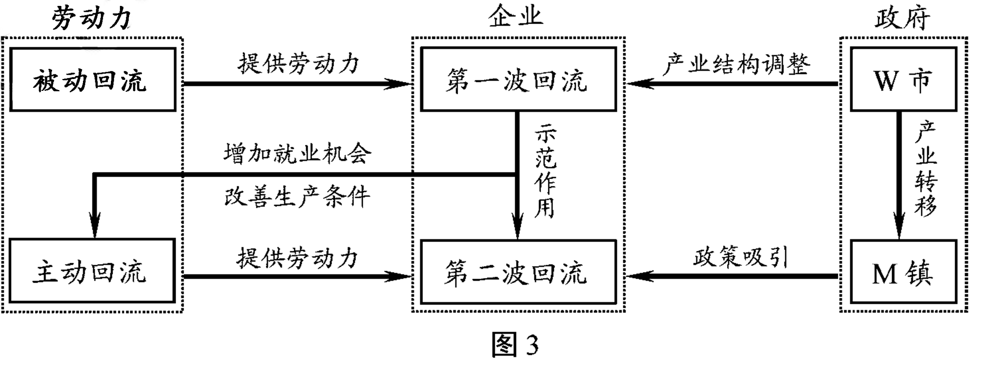 劳动力
企业
政府
被动回流
提供劳动力
第一波回流
产业结构调整
W市
增加就业机会
改善生产条件
示范作用
产业转移
主动回流
提供劳动力
第二波回流
政策吸引
M镇
图3